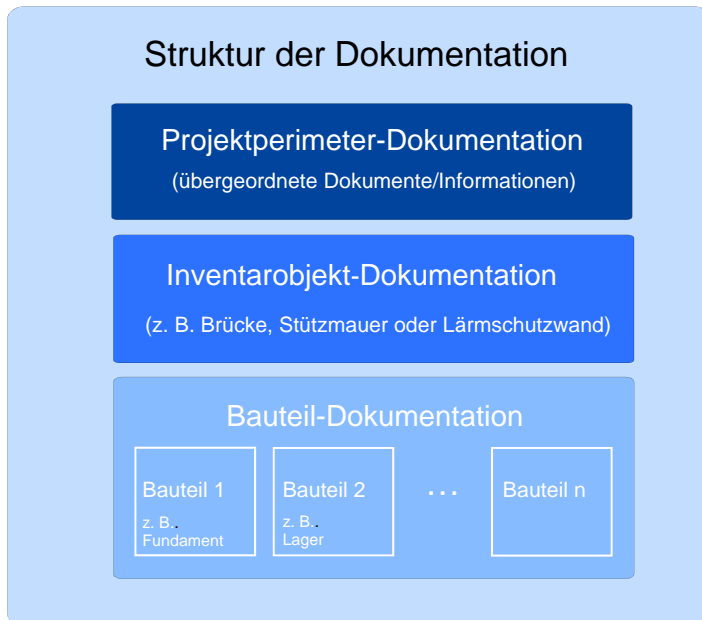 Struktur der Dokumentation
Projektperimeter-Dokumentation
(übergeordnete Dokumente/Informationen)
Inventarobjekt-Dokumentation
(z. B. Brücke, Stützmauer oder Lärmschutzwand)
Bauteil-Dokumentation
Bauteil 1
z. B..
Fundament
Bauteil 2
z. B..
Lager
...
Bauteil n